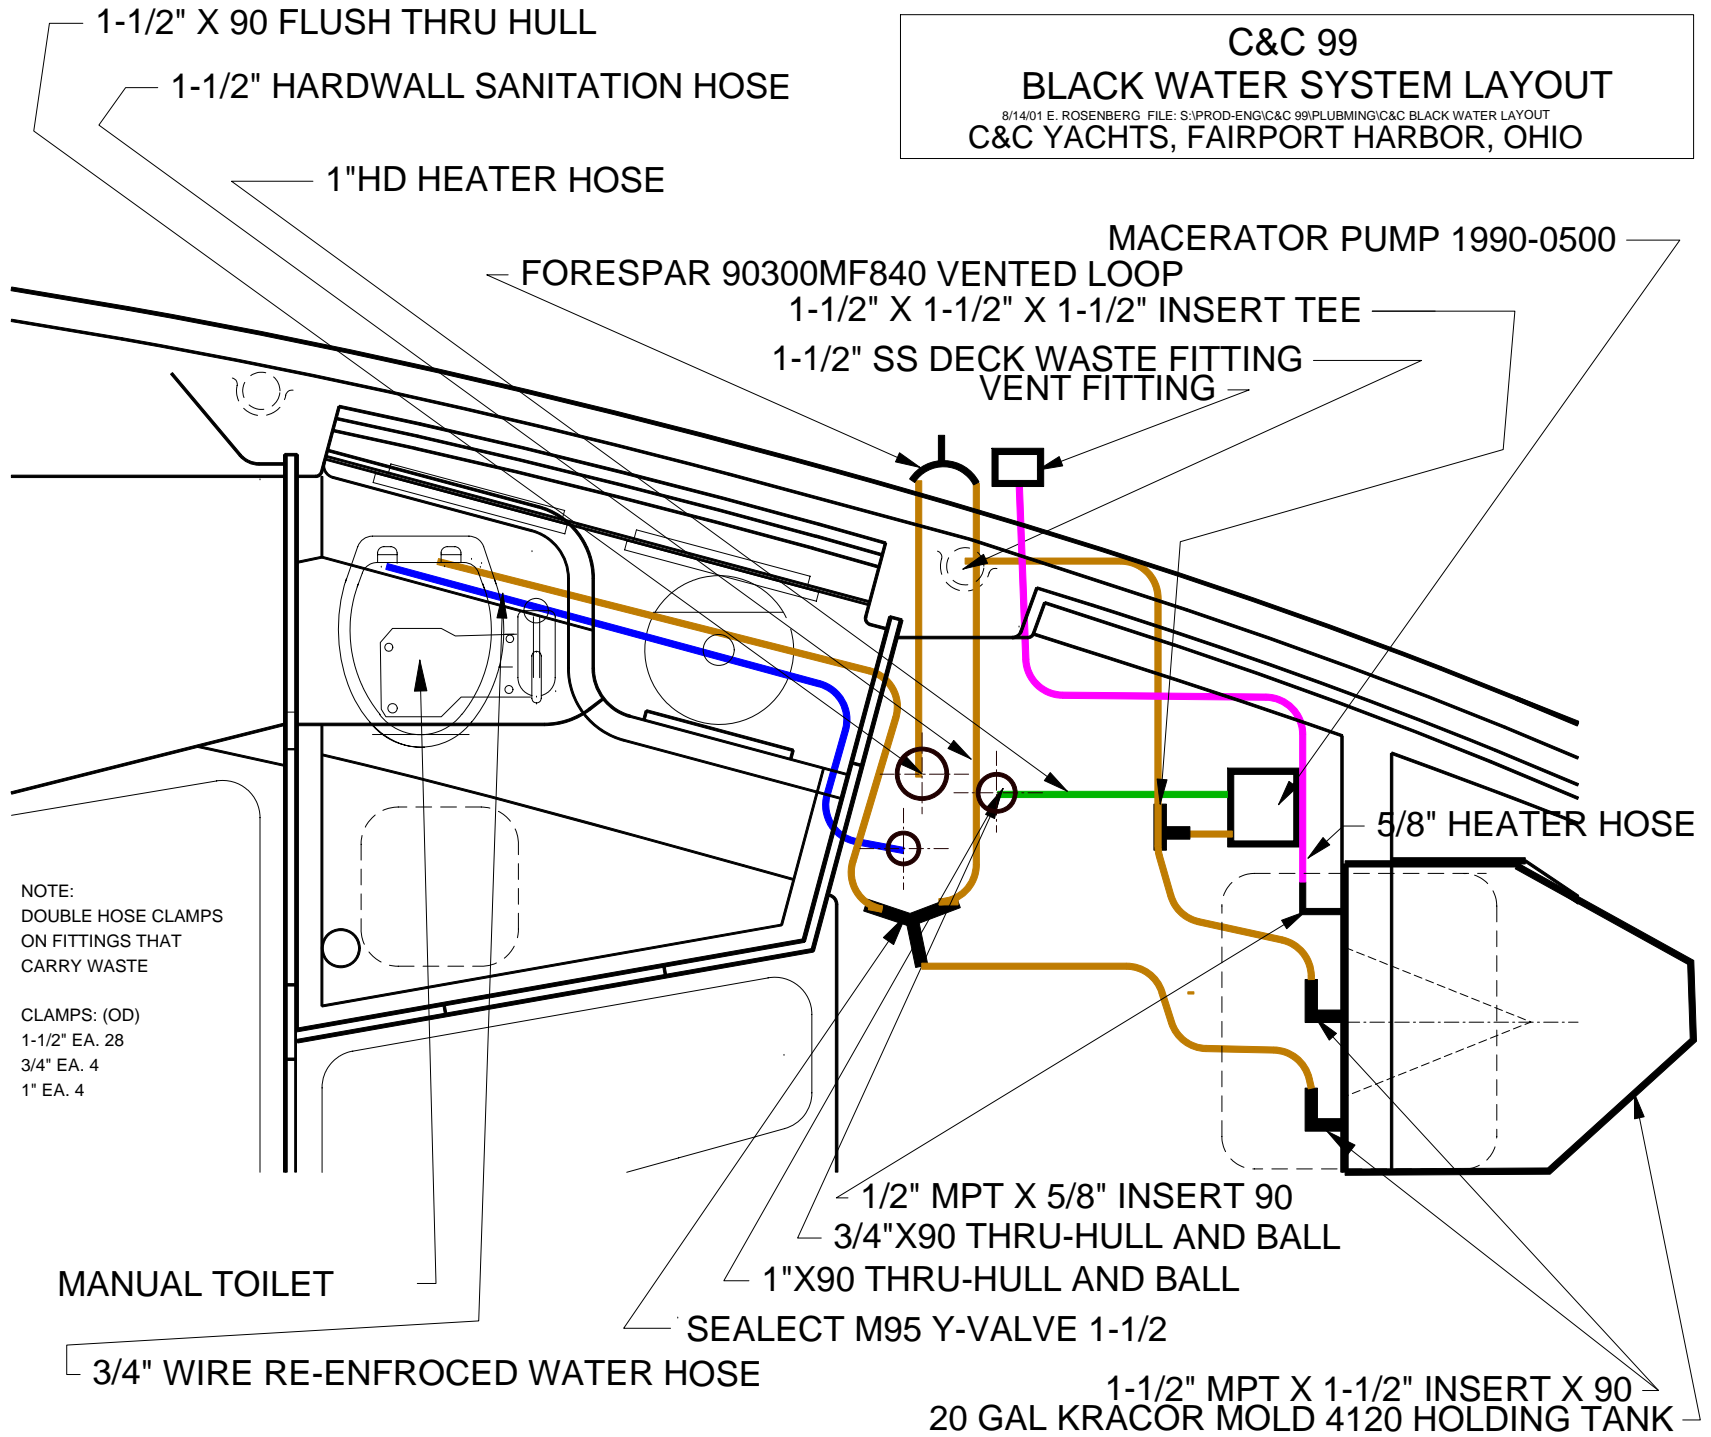 1-1/2" X 90 FLUSH THRU HULL
1-1/2" HARDWALL SANITATION HOSE
1"HD HEATER HOSE
C&C 99
BLACK WATER SYSTEM LAYOUT
8/14/01 E. ROSENBERG FILE: S:\PROD-ENG\C&C 99\PLUBMING\C&C BLACK WATER LAYOUT
C&C YACHTS, FAIRPORT HARBOR, OHIO
MACERATOR PUMP 1990-0500
FORESPAR 90300MF840 VENTED LOOP
1-1/2" X 1-1/2" X 1-1/2" INSERT TEE
1-1/2" SS DECK WASTE FITTING
VENT FITTING
5/8" HEATER HOSE
NOTE:
DOUBLE HOSE CLAMPS
ON FITTINGS THAT
CARRY WASTE
CLAMPS: (OD)
1-1/2" EA. 28
3/4" EA. 4
1" EA. 4
1/2" MPT X 5/8" INSERT 90
3/4"X90 THRU-HULL AND BALL
1"X90 THRU-HULL AND BALL
MANUAL TOILET
SEALECT M95 Y-VALVE 1-1/2
3/4" WIRE RE-ENFROCED WATER HOSE
1-1/2" MPT X 1-1/2" INSERT X 90
20 GAL KRACOR MOLD 4120 HOLDING TANK